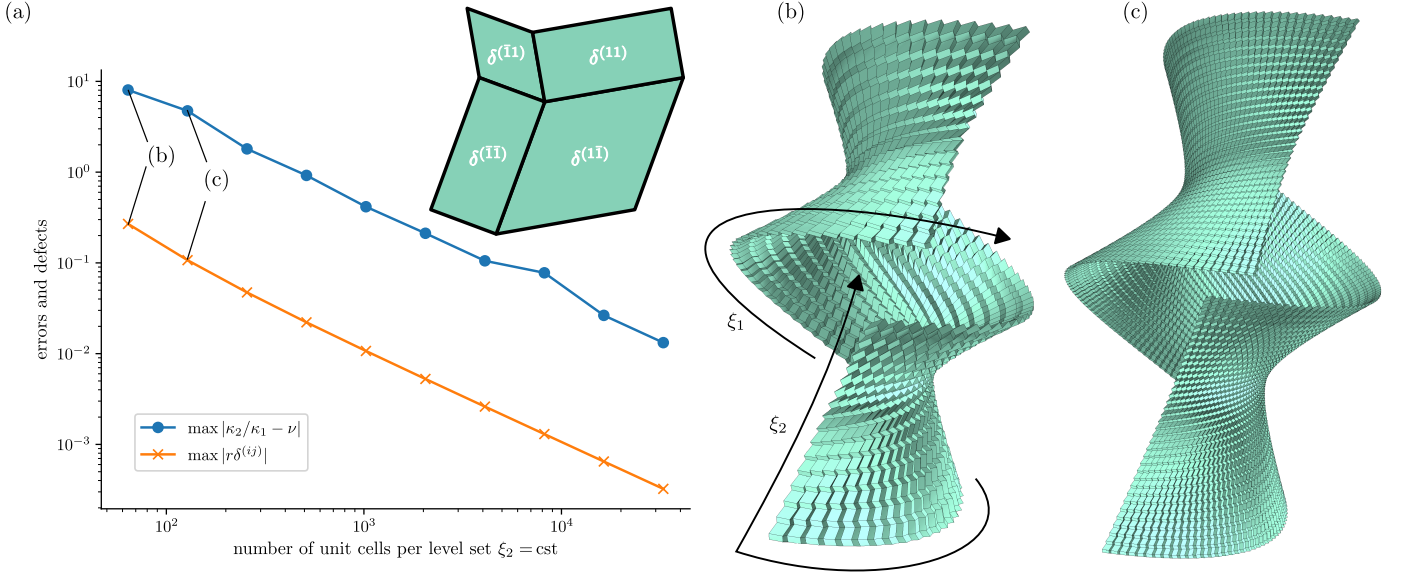 (a)
δ^(1̄1)
δ^(11)
δ^(1̄1̄)
δ^(11̄)
10^1
10^0
10^−1
10^−2
10^−3
errors and defects
(b)
(c)
max |κ₂/κ₁ − ν|
max |rδ^(ij)|
10^2
10^3
10^4
number of unit cells per level set ξ₂ = cst
(b)
ξ₁
ξ₂
(c)